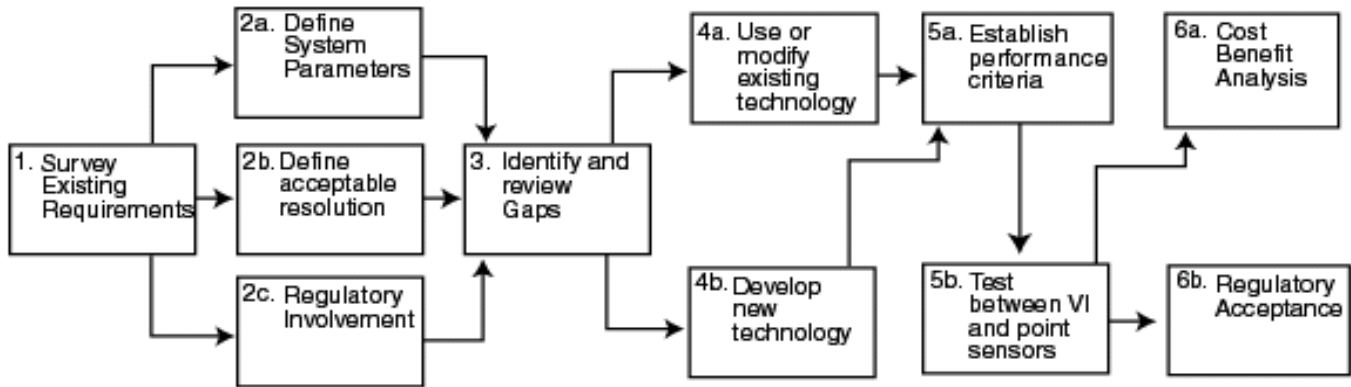 1. Survey
Existing
Requirements
2a. Define
System
Parameters
2b. Define
acceptable
resolution
2c. Regulatory
Involvement
3. Identify and
review
Gaps
4a. Use or
modify
existing
technology
4b. Develop
new
technology
5a. Establish
performance
criteria
5b. Test
between VI
and point
sensors
6a. Cost
Benefit
Analysis
6b. Regulatory
Acceptance